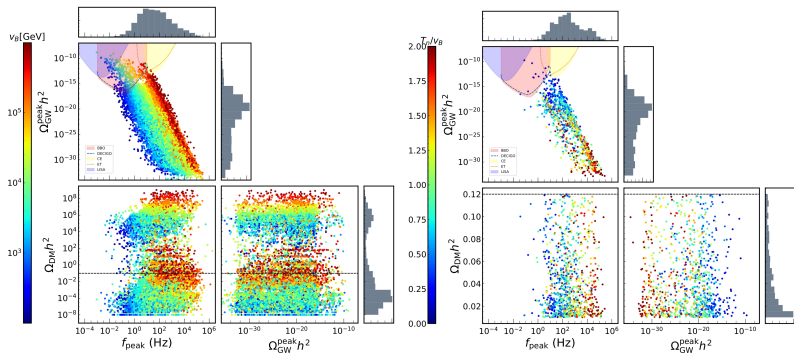 v_B[GeV]
10^5
10^4
10^3
10^-10
10^-15
10^-20
10^-25
10^-30
Ω_GW^peak h^2
BBO
DECIGO
CE
ET
LISA
10^8
10^6
10^4
10^2
10^0
10^-2
10^-4
10^-6
10^-8
Ω_DM h^2
10^-4 10^-2 10^0 10^2 10^4 10^6
f_peak (Hz)
10^-30 10^-20 10^-10
Ω_GW^peak h^2
T_n/v_B
2.00
1.75
1.50
1.25
1.00
0.75
0.50
0.25
0.00
10^-10
10^-15
10^-20
10^-25
10^-30
Ω_GW^peak h^2
BBO
DECIGO
CE
ET
LISA
0.12
0.10
0.08
0.06
0.04
0.02
Ω_DM h^2
10^-4 10^-2 10^0 10^2 10^4 10^6
f_peak (Hz)
10^-30 10^-25 10^-20 10^-15 10^-10
Ω_GW^peak h^2